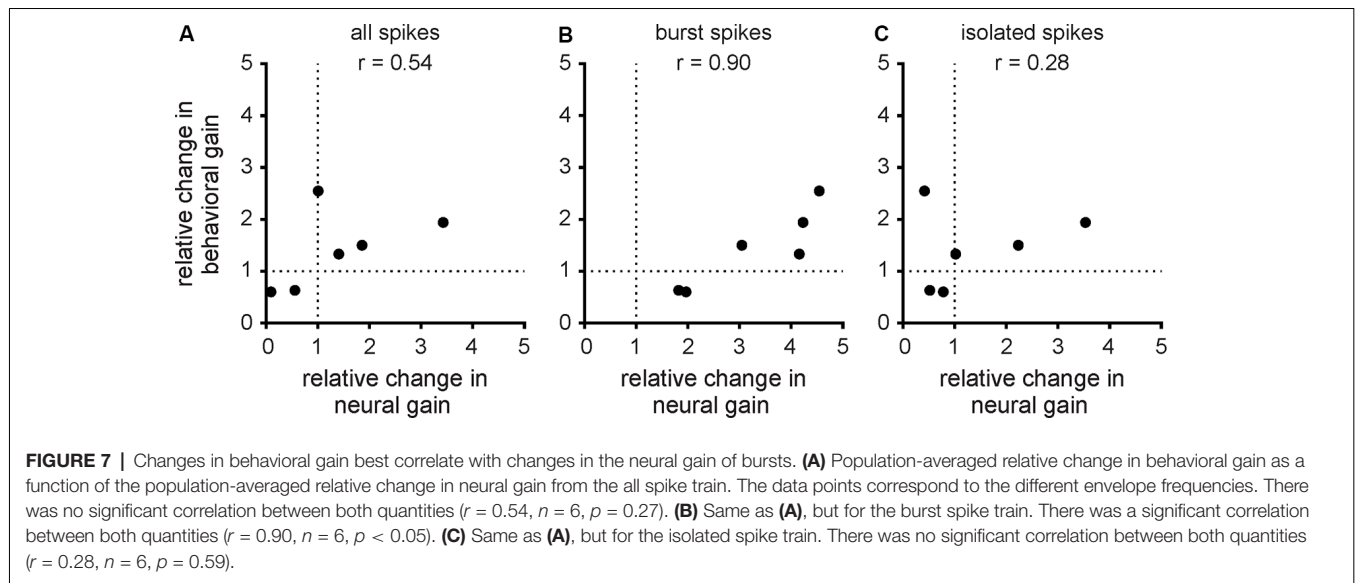 A
all spikes
r = 0.54
5
4
3
2
1
0
relative change in
behavioral gain
0 1 2 3 4 5
relative change in
neural gain
B
burst spikes
r = 0.90
5
4
3
2
1
0
0 1 2 3 4 5
relative change in
neural gain
C
isolated spikes
r = 0.28
5
4
3
2
1
0
0 1 2 3 4 5
relative change in
neural gain
FIGURE 7 | Changes in behavioral gain best correlate with changes in the neural gain of bursts. (A) Population-averaged relative change in behavioral gain as a
function of the population-averaged relative change in neural gain from the all spike train. The data points correspond to the different envelope frequencies. There
was no significant correlation between both quantities (r = 0.54, n = 6, p = 0.27). (B) Same as (A), but for the burst spike train. There was a significant correlation
between both quantities (r = 0.90, n = 6, p < 0.05). (C) Same as (A), but for the isolated spike train. There was no significant correlation between both quantities
(r = 0.28, n = 6, p = 0.59).